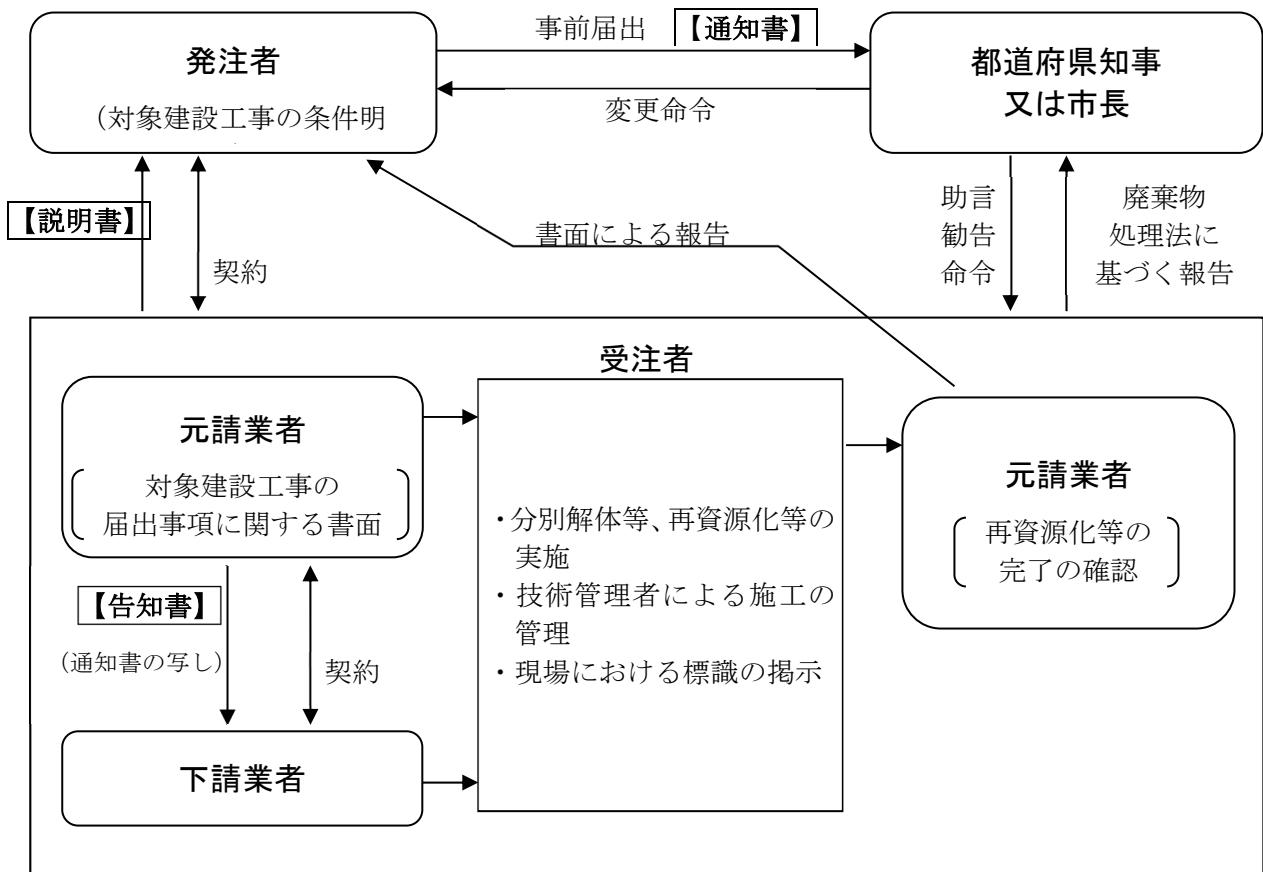 事前届出 【通知書】
発注者
(対象建設工事の条件明
変更命令
都道府県知事
又は市長
【説明書】
契約
書面による報告
助言
勧告
命令
廃棄物
処理法に
基づく報告
受注者
元請業者
対象建設工事の
届出事項に関する書面
【告知書】
(通知書の写し)
契約
下請業者
・分別解体等、再資源化等の
実施
・技術管理者による施工の
管理
・現場における標識の掲示
元請業者
再資源化等の
完了の確認